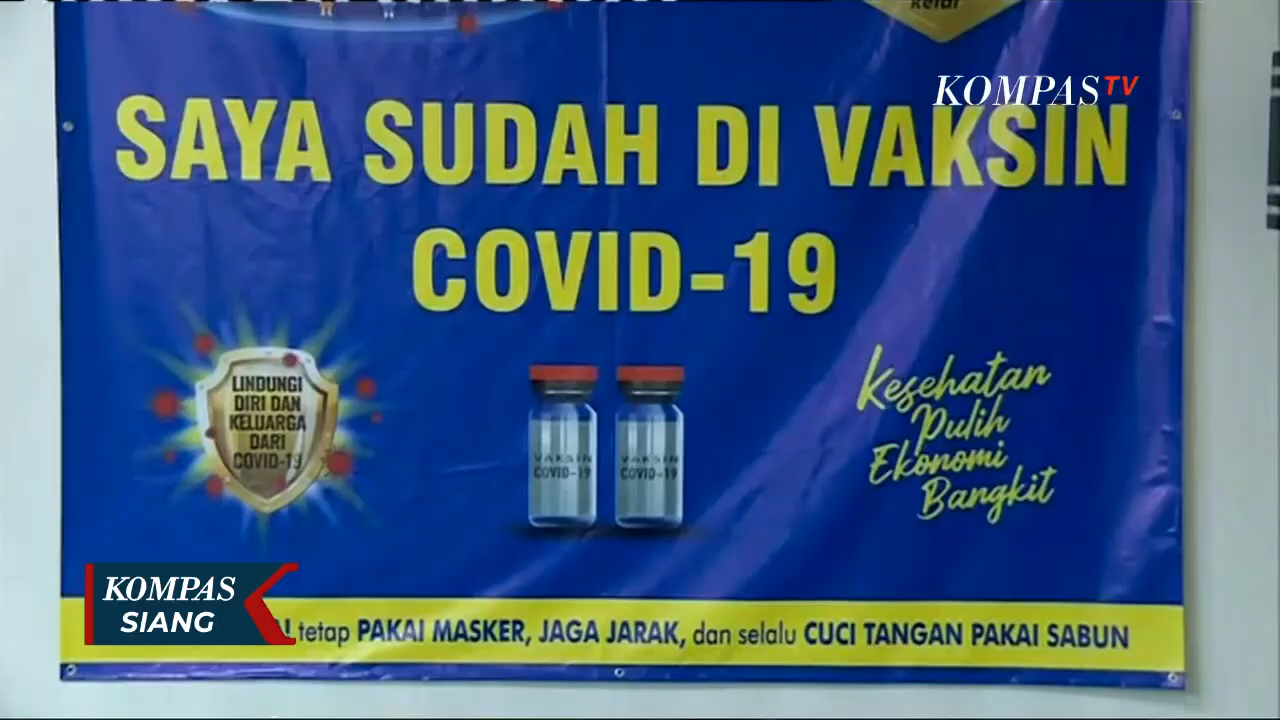 KOMPASTV
SAYA SUDAH DI VAKSIN
COVID-19
LINDUNGI
DIRI DAN
KELUARGA
DARI
COVID-19
VAKSIN
COVID-19
VAKSIN
COVID-19
Kesehatan
Pulih
Ekonomi
Bangkit
KOMPAS
SIANG
tetap PAKAI MASKER, JAGA JARAK, dan selalu CUCI TANGAN PAKAI SABUN